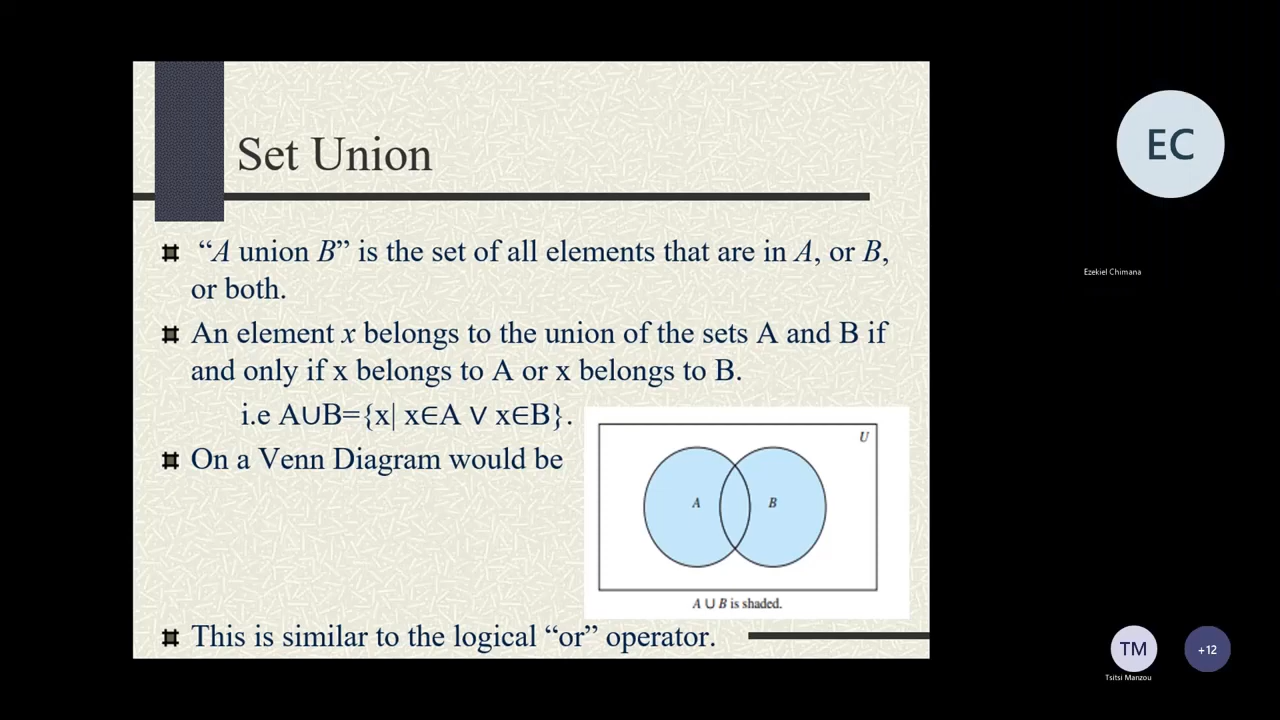 Set Union
“A union B” is the set of all elements that are in A, or B,
or both.
An element x belongs to the union of the sets A and B if
and only if x belongs to A or x belongs to B.
i.e A∪B={x| x∈A ∨ x∈B}.
On a Venn Diagram would be
U
A
B
A ∪ B is shaded.
This is similar to the logical “or” operator.
EC
Ezekiel Chimana
TM
+12
Tsitsi Manzou